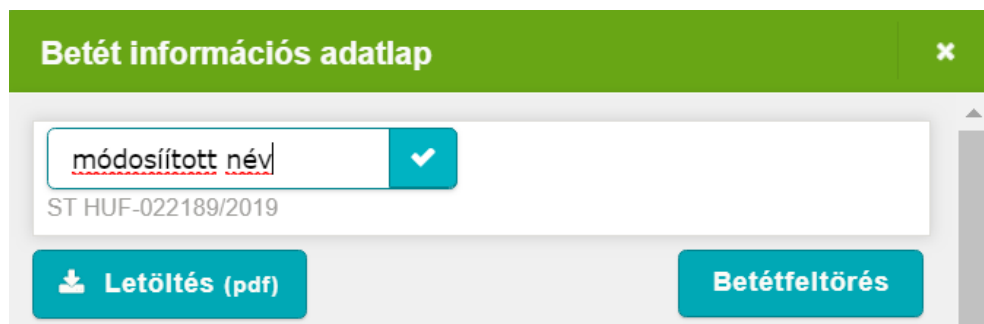 Betét információs adatlap
módosíított név
ST HUF-022189/2019
Letöltés (pdf)
Betétfeltörés